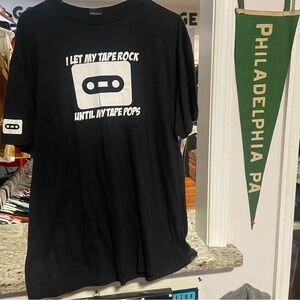 I LET MY TAPE ROCK
UNTIL MY TAPE POPS
PHILADELPHIA PA